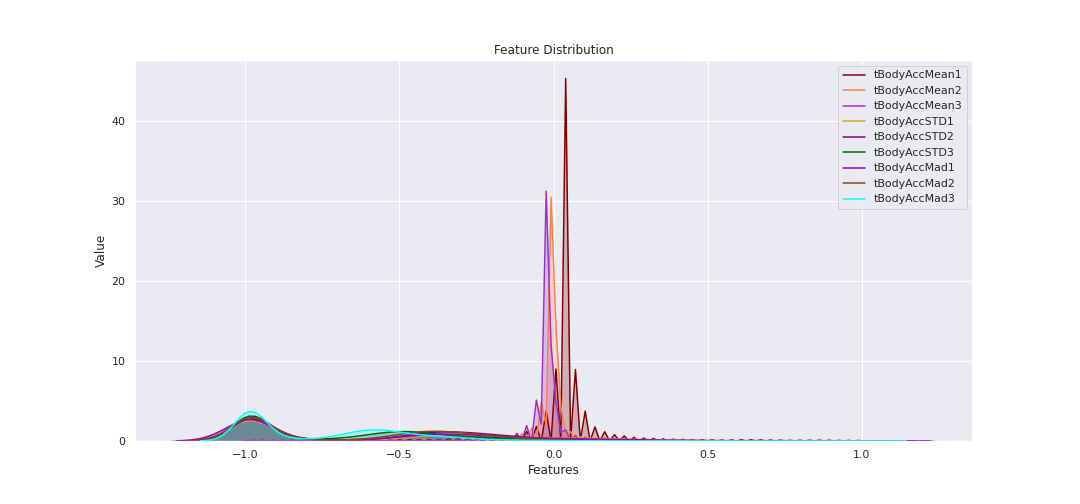 Feature Distribution
tBodyAccMean1
tBodyAccMean2
tBodyAccMean3
tBodyAccSTD1
tBodyAccSTD2
tBodyAccSTD3
tBodyAccMad1
tBodyAccMad2
tBodyAccMad3
Value
40
30
20
10
0
−1.0 −0.5 0.0 0.5 1.0
Features